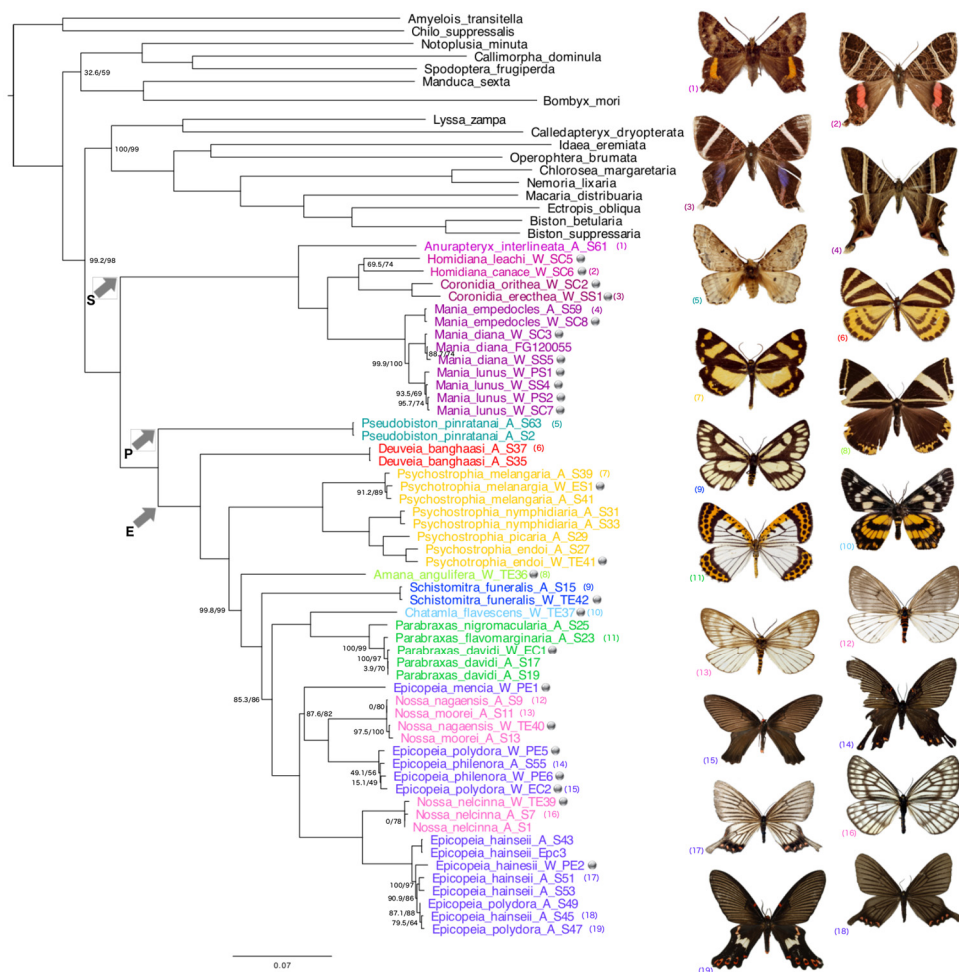 Amyelois_transitella
Chilo_suppressalis
Notoplusia_minuta
Callimorpha_dominula
Spodoptera_frugiperda
32.6/59
Manduca_sexta
Bombyx_mori
(1)
(2)
Lyssa_zampa
Calledapteryx_dryopterata
Idaea_eremiata
100/99
Operophtera_brumata
Chlorosea_margaretaria
Nemoria_lixaria
Macaria_distribuaria
Ectropis_obliqua
Biston_betularia
Biston_suppressaria
(3)
(4)
99.2/98
S
Anurapteryx_interlineata_A_S61 (1)
Homidiana_leachi_W_SC5
69.5/74
Homidiana_canace_W_SC6 (2)
Coronidia_orithea_W_SC2
Coronidia_erecthea_W_SS1 (3)
Mania_empedocles_A_S59 (4)
Mania_empedocles_W_SC8
Mania_diana_W_SC3
Mania_diana_FG120055
Mania_diana_W_SS5
99.9/100
Mania_lunus_W_PS1
Mania_lunus_W_SS4
93.5/69
Mania_lunus_W_PS2
95.7/74
Mania_lunus_W_SC7
(5)
(6)
(7)
(8)
P
Pseudobiston_pinratanai_A_S63 (5)
Pseudobiston_pinratanai_A_S2
Deuveia_banghaasi_A_S37 (6)
Deuveia_banghaasi_A_S35
E
Psychostrophia_melangaria_A_S39 (7)
91.2/89
Psychotrophia_melanargia_W_ES1
Psychostrophia_melangaria_A_S41
Psychostrophia_nymphidiaria_A_S31
Psychostrophia_nymphidiaria_A_S33
Psychostrophia_picaria_A_S29
Psychostrophia_endoi_A_S27
Psychotrophia_endoi_W_TE41
(9)
(10)
(11)
(12)
99.8/99
Amana_angulifera_W_TE36 (8)
Schistomitra_funeralis_A_S15 (9)
Schistomitra_funeralis_W_TE42
Chatamla_flavescens_W_TE37 (10)
Parabraxas_nigromacularia_A_S25
Parabraxas_flavomarginaria_A_S23 (11)
100/99
Parabraxas_davidi_W_EC1
100/97
Parabraxas_davidi_A_S17
3.9/70
Parabraxas_davidi_A_S19
85.3/86
Epicopeia_mencia_W_PE1
87.6/82
Nossa_nagaensis_A_S9 (12)
0/80
Nossa_moorei_A_S11 (13)
Nossa_nagaensis_W_TE40
97.5/100
Nossa_moorei_A_S13
(13)
(14)
Epicopeia_polydora_W_PE5
Epicopeia_philenora_A_S55 (14)
49.1/56
Epicopeia_philenora_W_PE6
15.1/49
Epicopeia_polydora_W_EC2 (15)
(15)
(16)
Nossa_nelcinna_W_TE39
Nossa_nelcinna_A_S7 (16)
0/78
Nossa_nelcinna_A_S1
Epicopeia_hainseii_A_S43
Epicopeia_hainseii_Epc3
Epicopeia_hainesii_W_PE2
100/97
Epicopeia_hainseii_A_S51 (17)
90.9/86
Epicopeia_hainseii_A_S53
Epicopeia_polydora_A_S49
87.1/88
Epicopeia_hainseii_A_S45 (18)
79.5/64
Epicopeia_polydora_A_S47 (19)
(17)
(18)
(19)
0.07